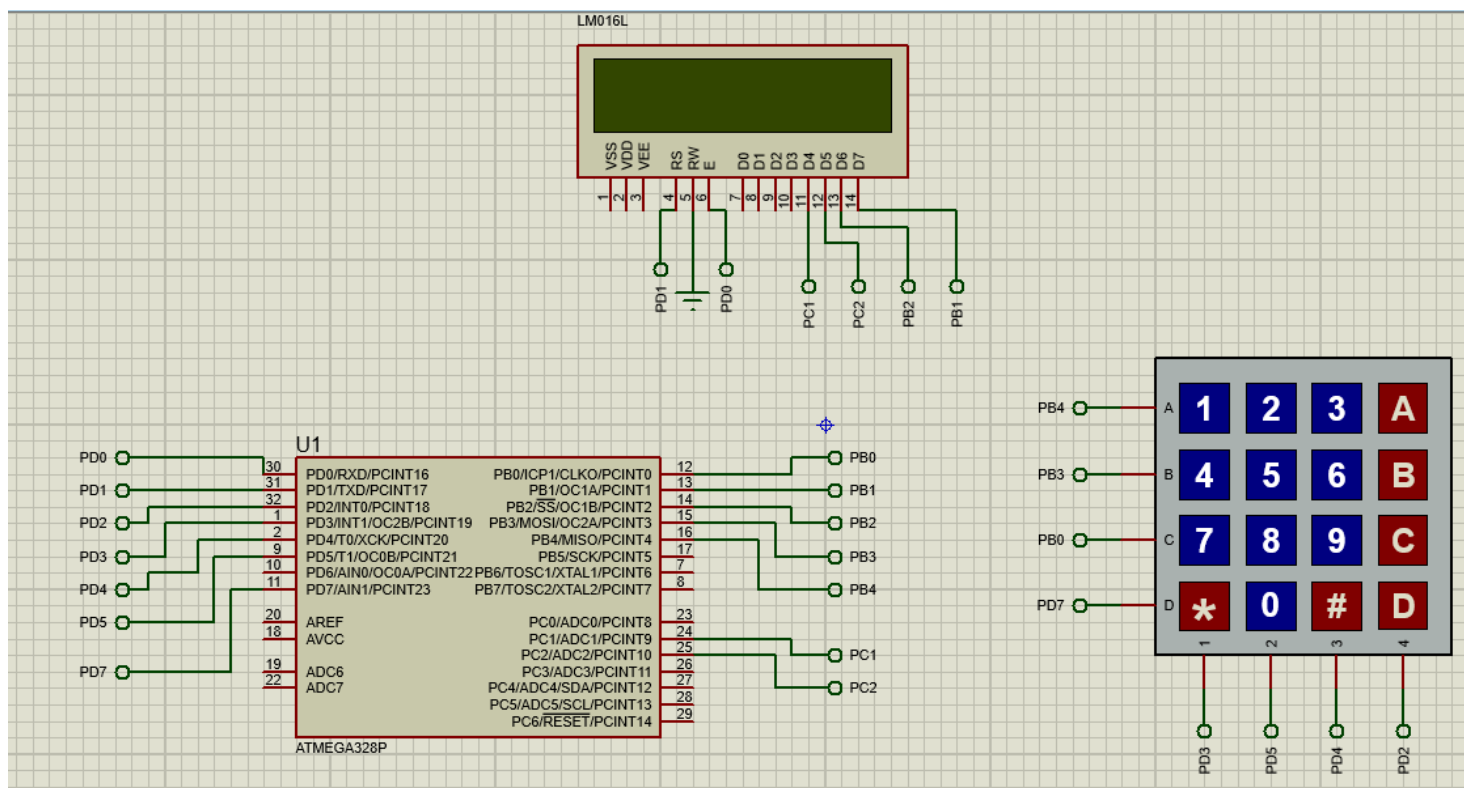 LM016L
VSS VDD VEE RS RW E D0 D1 D2 D3 D4 D5 D6 D7
1 2 3 4 5 6 7 8 9 10 11 12 13 14
PD1 PD0 PC1 PC2 PB2 PB1
U1
PD0 30 PD0/RXD/PCINT16 PB0/ICP1/CLKO/PCINT0 12 PB0
PD1 31 PD1/TXD/PCINT17 PB1/OC1A/PCINT1 13 PB1
PD2 32 PD2/INT0/PCINT18 PB2/SS/OC1B/PCINT2 14 PB2
PD3 1 PD3/INT1/OC2B/PCINT19 PB3/MOSI/OC2A/PCINT3 15 PB3
PD4 2 PD4/T0/XCK/PCINT20 PB4/MISO/PCINT4 16 PB4
PD5 9 PD5/T1/OC0B/PCINT21 PB5/SCK/PCINT5 17
10 PD6/AIN0/OC0A/PCINT22 PB6/TOSC1/XTAL1/PCINT6 7
PD7 11 PD7/AIN1/PCINT23 PB7/TOSC2/XTAL2/PCINT7 8
20 AREF PC0/ADC0/PCINT8 23
18 AVCC PC1/ADC1/PCINT9 24 PC1
PC2/ADC2/PCINT10 25 PC2
19 ADC6 PC3/ADC3/PCINT11 26
22 ADC7 PC4/ADC4/SDA/PCINT12 27
PC5/ADC5/SCL/PCINT13 28
PC6/RESET/PCINT14 29
ATMEGA328P
PB4 A 1 2 3 A
PB3 B 4 5 6 B
PB0 C 7 8 9 C
PD7 D * 0 # D
1 2 3 4
PD3 PD5 PD4 PD2